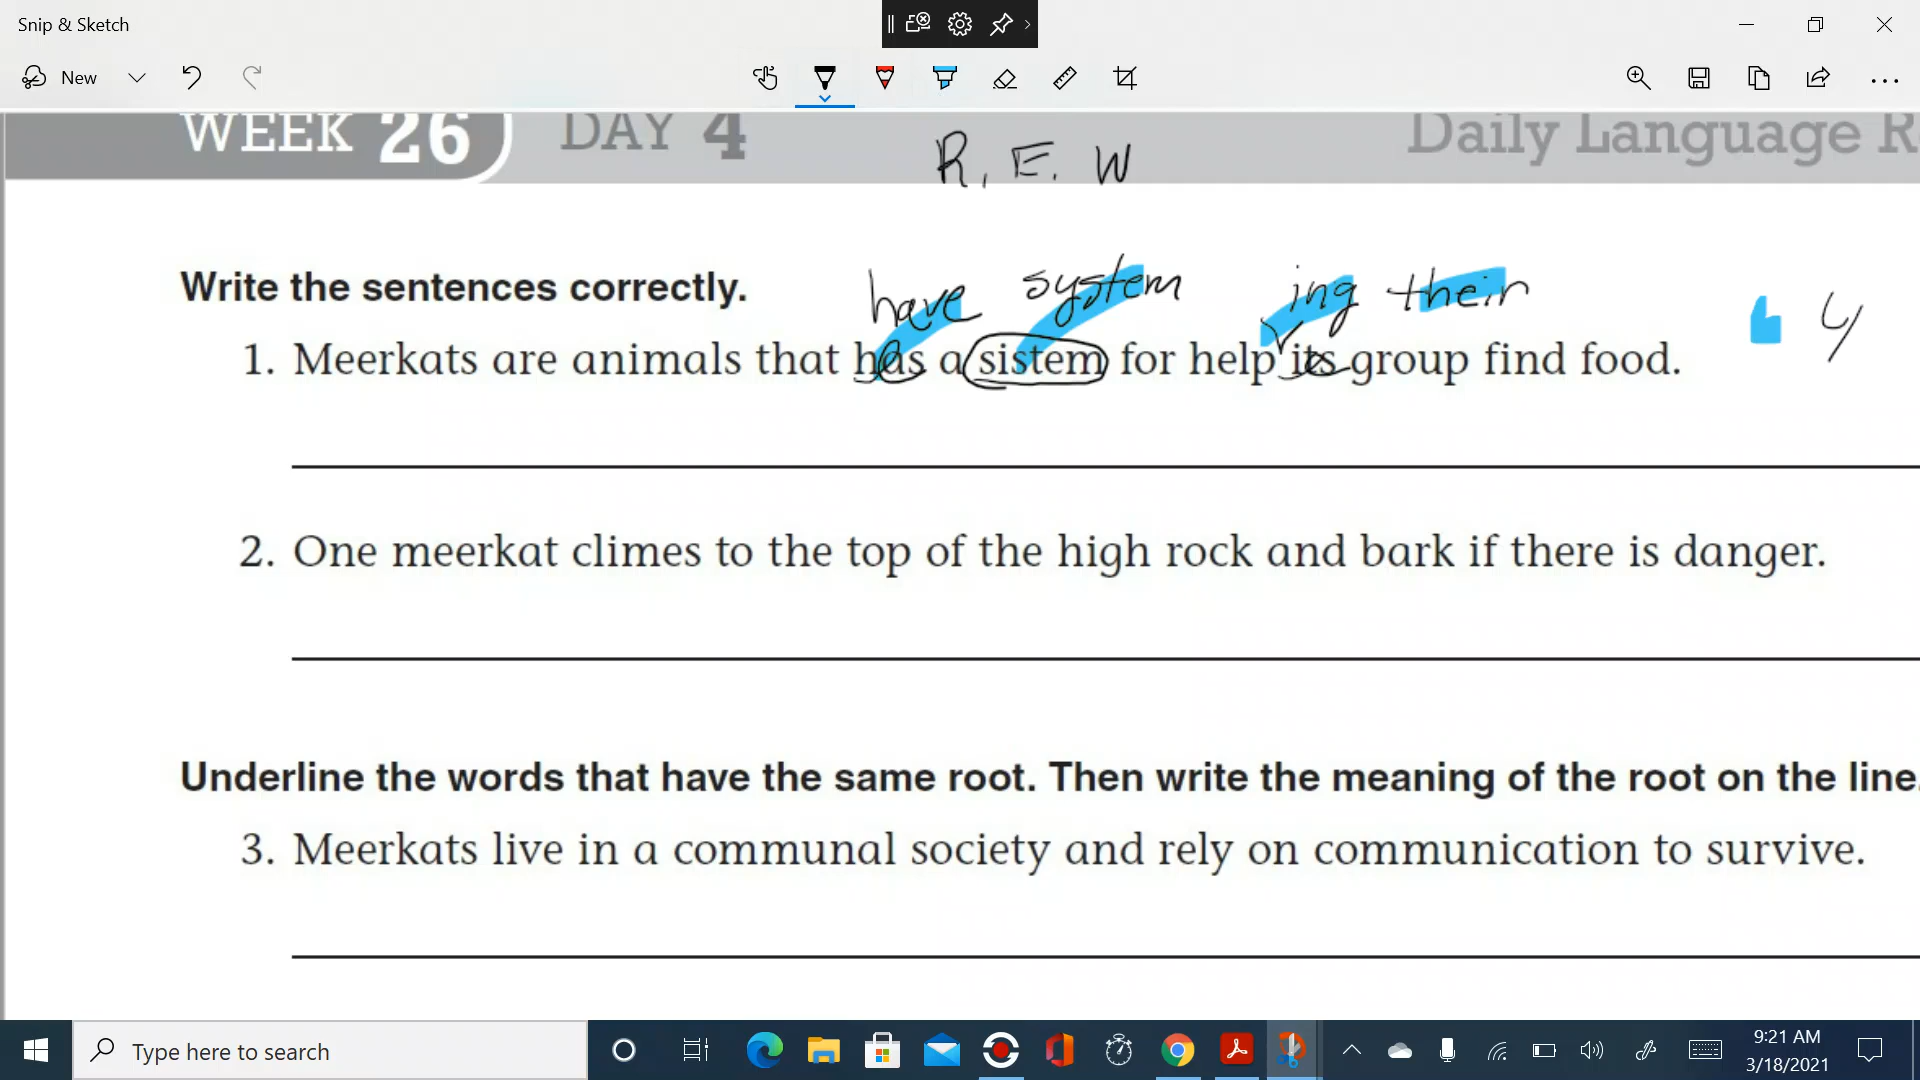 Snip & Sketch
New
WEEK 26 DAY 4 Daily Language R
R. E. W
Write the sentences correctly.
have system ing their 4
1. Meerkats are animals that has a sistem for help its group find food.
2. One meerkat climes to the top of the high rock and bark if there is danger.
Underline the words that have the same root. Then write the meaning of the root on the line.
3. Meerkats live in a communal society and rely on communication to survive.
Type here to search
9:21 AM
3/18/2021